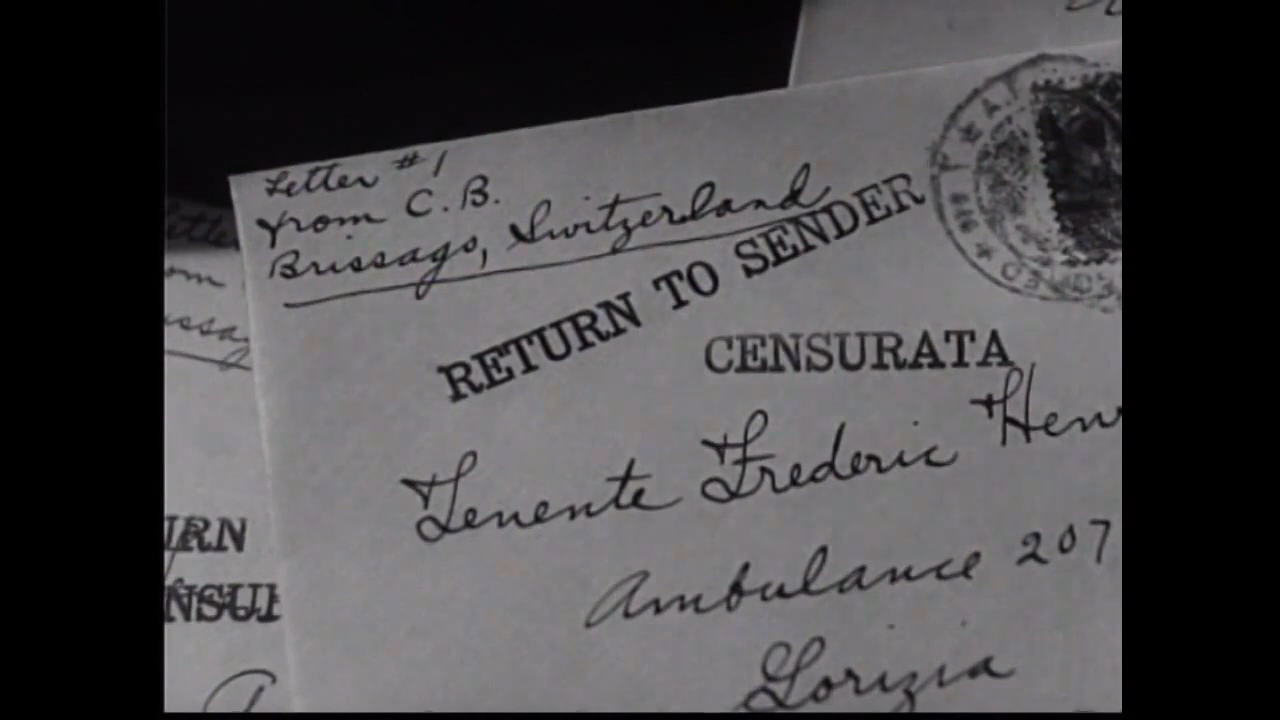 Letter #1
from C.B.
Brissago, Switzerland
RETURN TO SENDER
CENSURATA
Tenente Frederic Hen
Ambulance 207
Gorizia